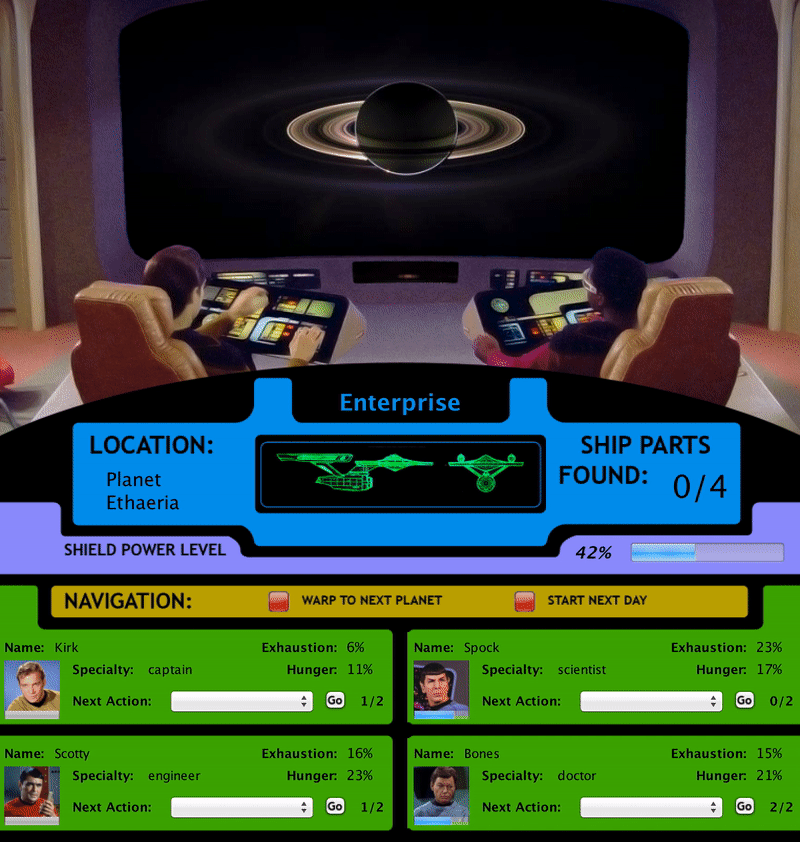 Enterprise
LOCATION:
Planet
Ethaeria
SHIP PARTS
FOUND:
0/4
SHIELD POWER LEVEL
42%
NAVIGATION:
WARP TO NEXT PLANET
START NEXT DAY
Name: Kirk
Exhaustion: 6%
Specialty: captain
Hunger: 11%
Next Action:
Go
1/2
Name: Spock
Exhaustion: 23%
Specialty: scientist
Hunger: 17%
Next Action:
Go
0/2
Name: Scotty
Exhaustion: 16%
Specialty: engineer
Hunger: 23%
Next Action:
Go
1/2
Name: Bones
Exhaustion: 15%
Specialty: doctor
Hunger: 21%
Next Action:
Go
2/2